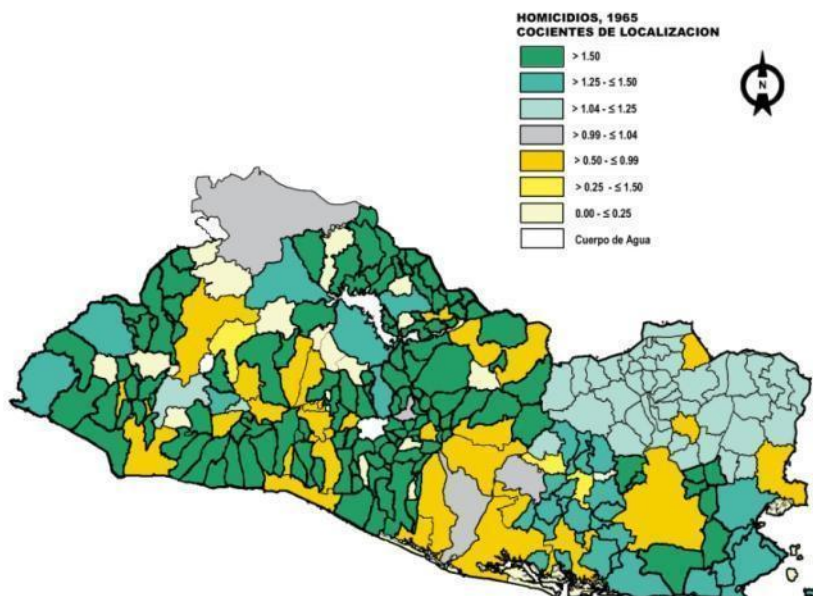 HOMICIDIOS, 1965
COCIENTES DE LOCALIZACION
> 1.50
> 1.25 - ≤ 1.50
> 1.04 - ≤ 1.25
> 0.99 - ≤ 1.04
> 0.50 - ≤ 0.99
> 0.25 - ≤ 1.50
0.00 - ≤ 0.25
Cuerpo de Agua
N